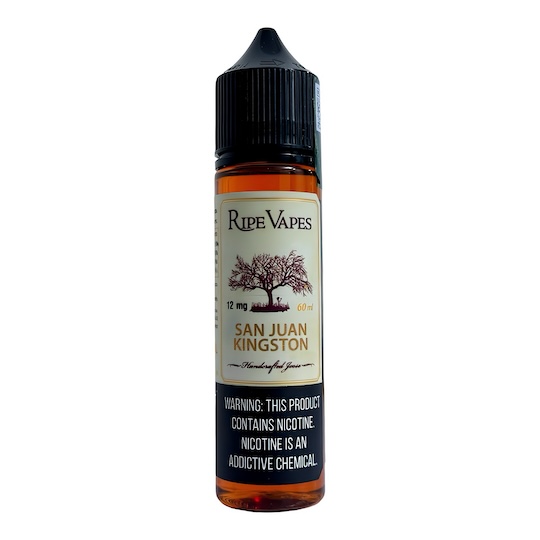 RIPE VAPES
12 mg
60 ml
SAN JUAN
KINGSTON
Handcrafted Joose
WARNING: THIS PRODUCT
CONTAINS NICOTINE.
NICOTINE IS AN
ADDICTIVE CHEMICAL.